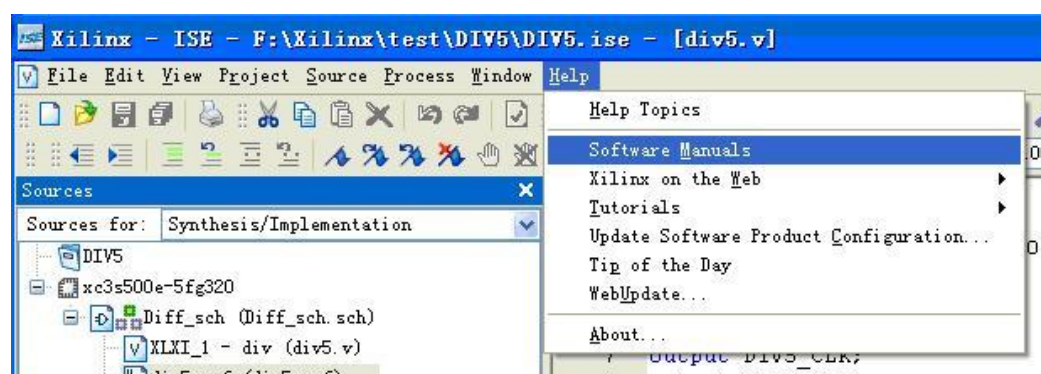 ISE Xilinx - ISE - F:\Xilinx\test\DIV5\DIV5.ise - [div5.v]
File Edit View Project Source Process Window Help
Help Topics
Software Manuals
Xilinx on the Web
Tutorials
Update Software Product Configuration...
Tip of the Day
WebUpdate...
About...
Sources
Sources for: Synthesis/Implementation
DIV5
xc3s500e-5fg320
Diff_sch (Diff_sch.sch)
XLXI_1 - div (div5.v)
output DIV5_CLK;